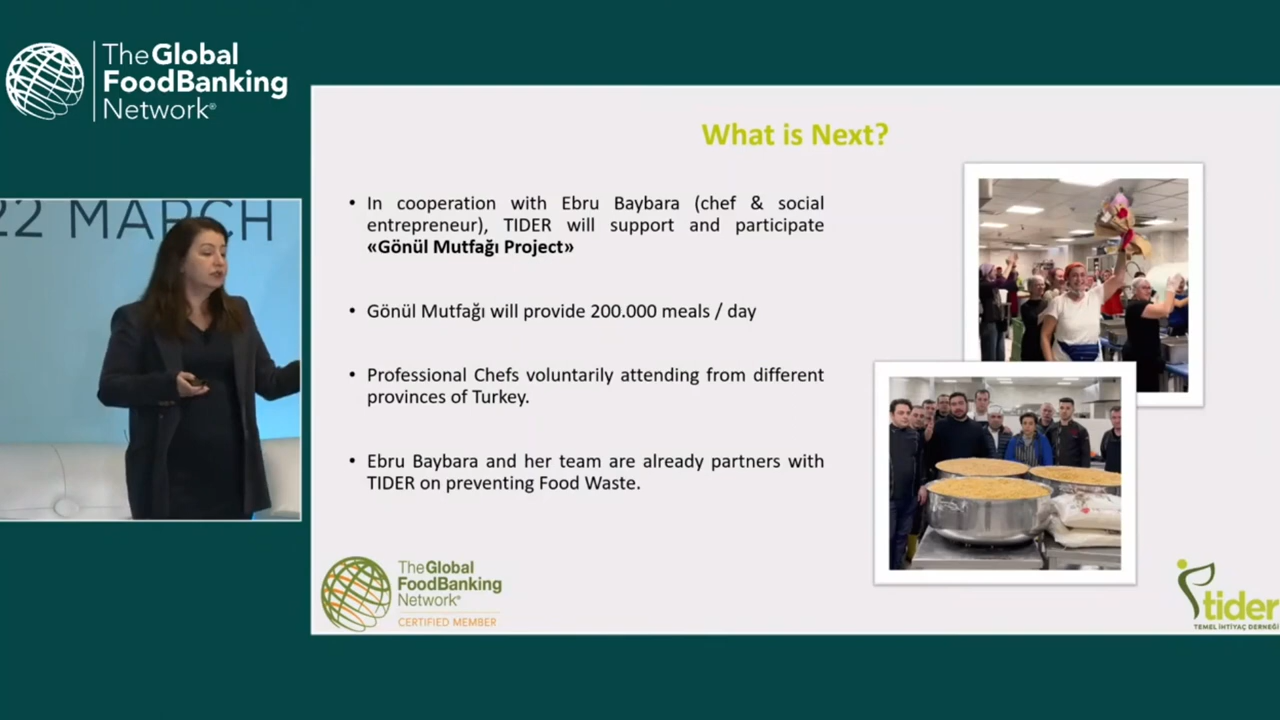 The Global
FoodBanking
Network®
22 MARCH
What is Next?
• In cooperation with Ebru Baybara (chef & social
entrepreneur), TIDER will support and participate
«Gönül Mutfağı Project»
• Gönül Mutfağı will provide 200.000 meals / day
• Professional Chefs voluntarily attending from different
provinces of Turkey.
• Ebru Baybara and her team are already partners with
TIDER on preventing Food Waste.
The Global
FoodBanking
Network®
CERTIFIED MEMBER
tider
TEMEL İHTİYAÇ DERNEĞİ